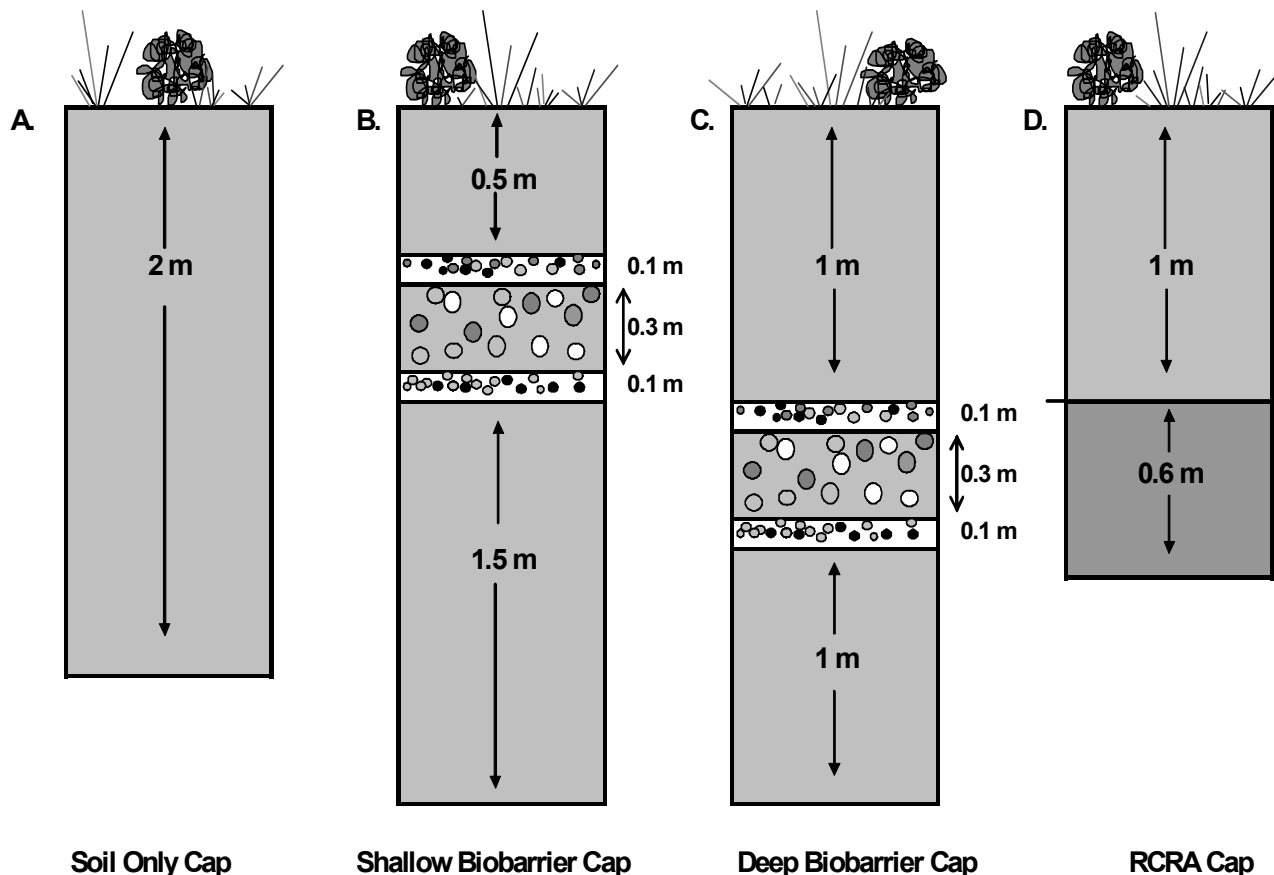 A.
2 m
Soil Only Cap
B.
0.5 m
0.1 m
0.3 m
0.1 m
1.5 m
Shallow Biobarrier Cap
C.
1 m
0.1 m
0.3 m
0.1 m
1 m
Deep Biobarrier Cap
D.
1 m
0.6 m
RCRA Cap